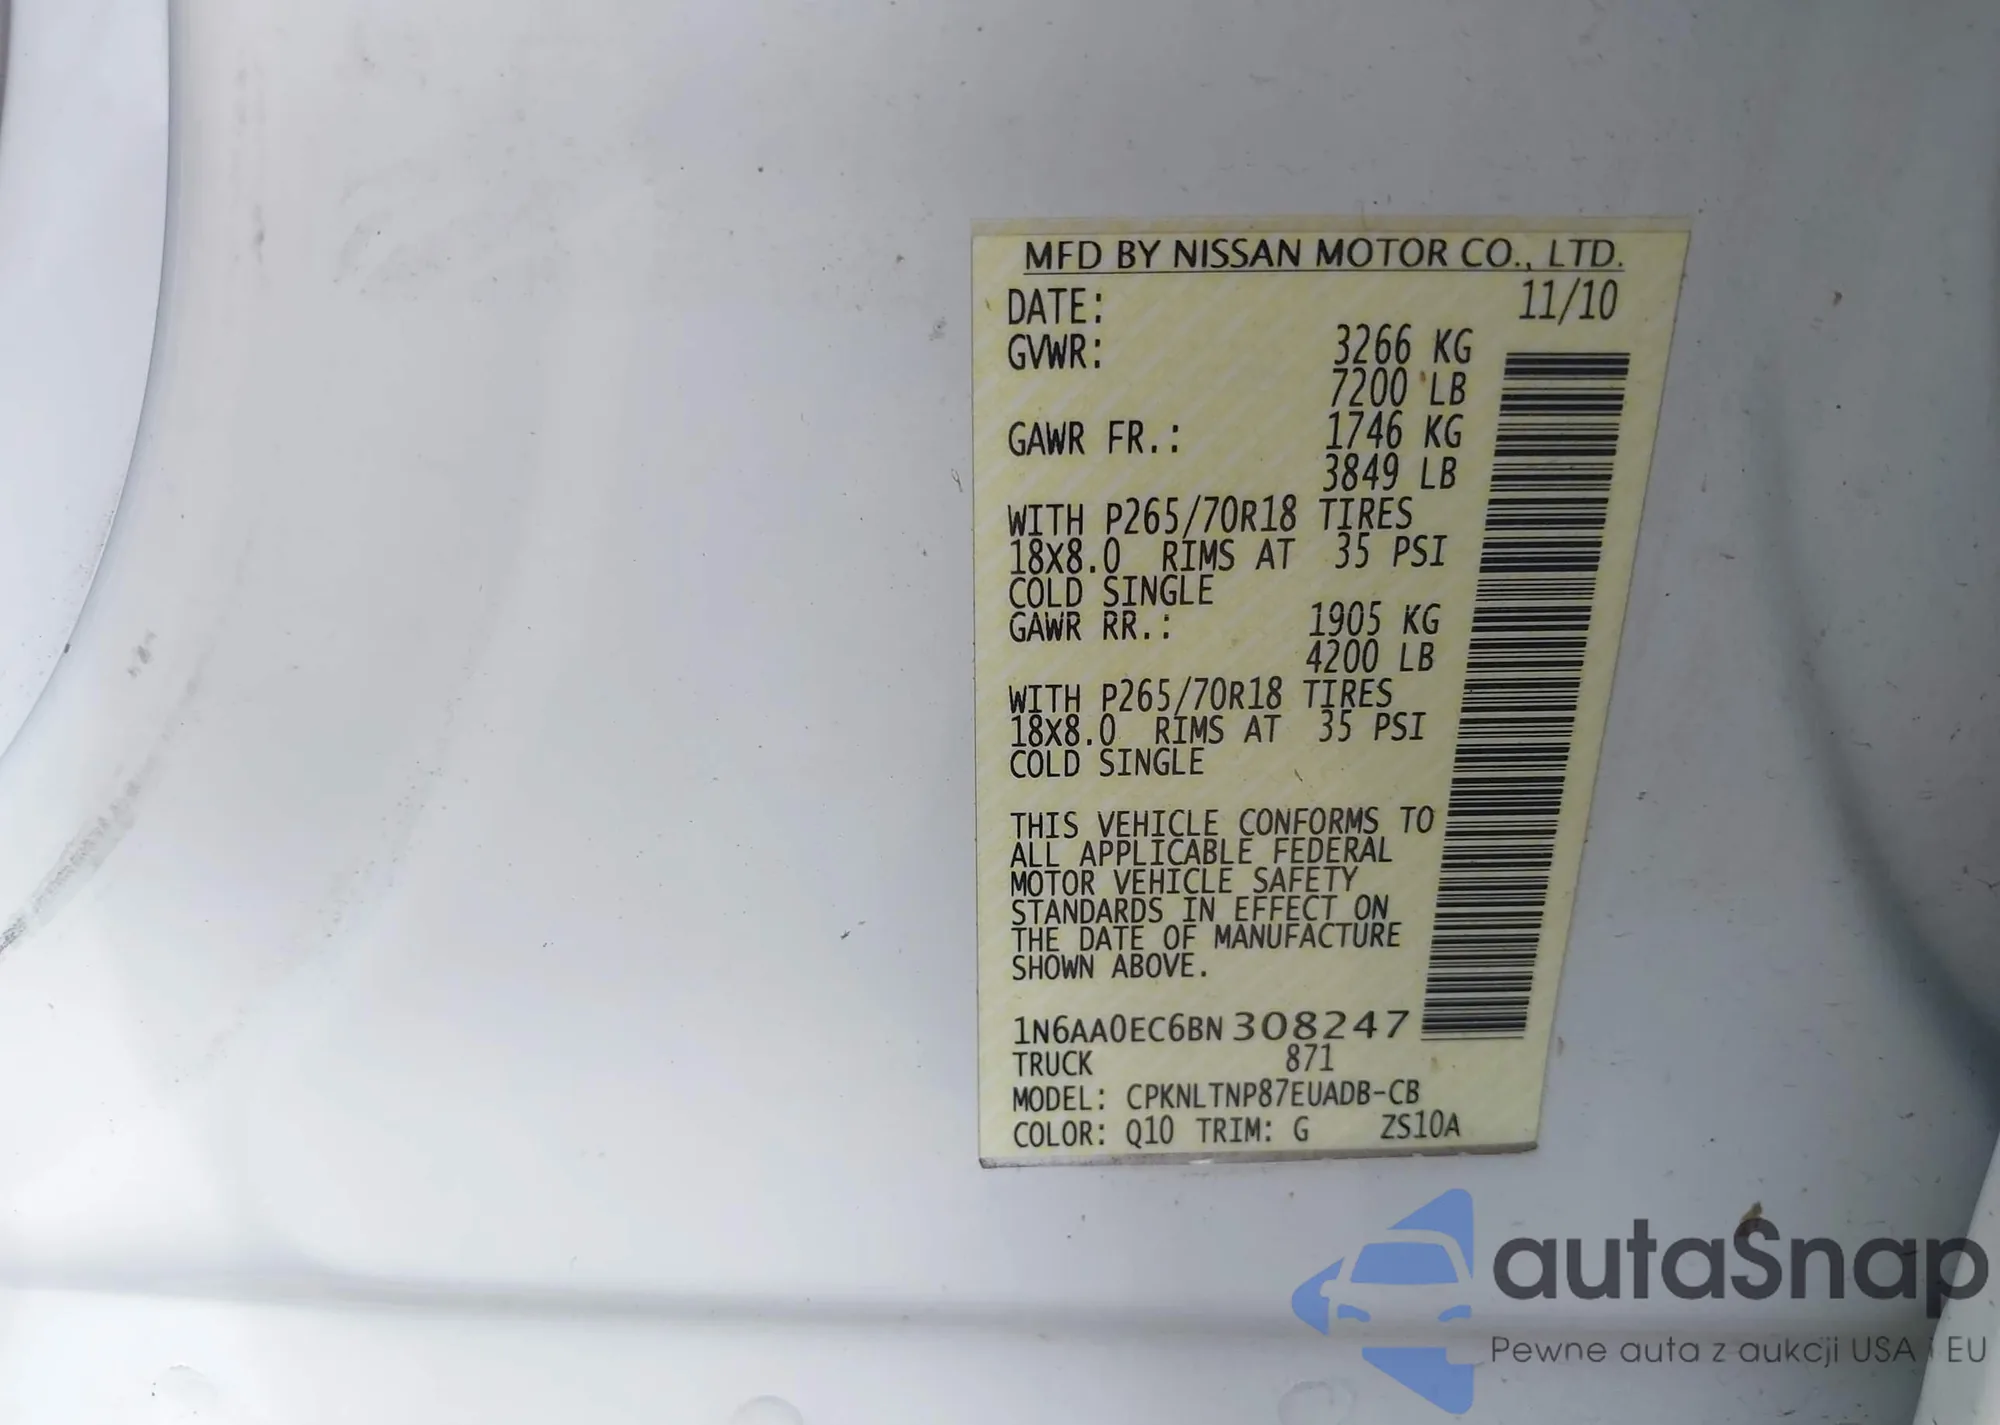 MFD BY NISSAN MOTOR CO., LTD.
DATE: 11/10
GVWR: 3266 KG
7200 LB
GAWR FR.: 1746 KG
3849 LB
WITH P265/70R18 TIRES
18X8.0 RIMS AT 35 PSI
COLD SINGLE
GAWR RR.: 1905 KG
4200 LB
WITH P265/70R18 TIRES
18X8.0 RIMS AT 35 PSI
COLD SINGLE
THIS VEHICLE CONFORMS TO
ALL APPLICABLE FEDERAL
MOTOR VEHICLE SAFETY
STANDARDS IN EFFECT ON
THE DATE OF MANUFACTURE
SHOWN ABOVE.
1N6AA0EC6BN308247
TRUCK 871
MODEL: CPKNLTNP87EUADB-CB
COLOR: Q10 TRIM: G ZS10A
autaSnap
Pewne auta z aukcji USA i EU